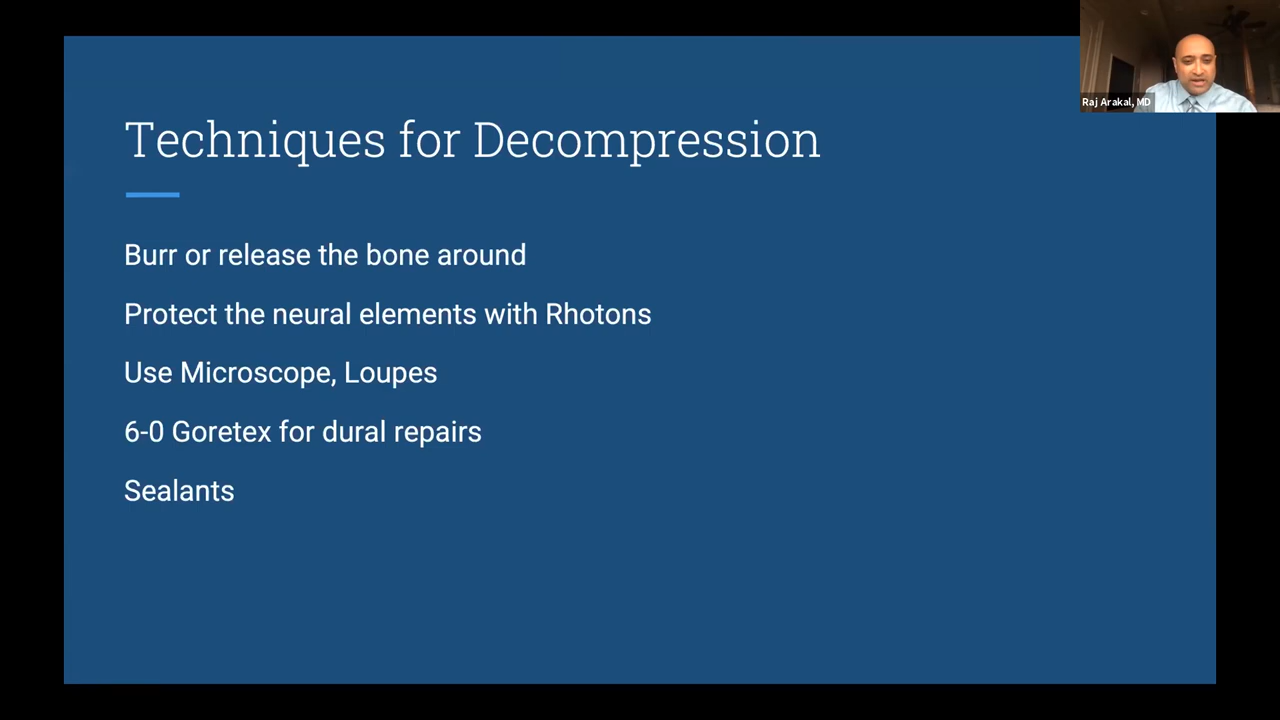 Techniques for Decompression
Burr or release the bone around
Protect the neural elements with Rhotons
Use Microscope, Loupes
6-0 Goretex for dural repairs
Sealants
Raj Arakal, MD